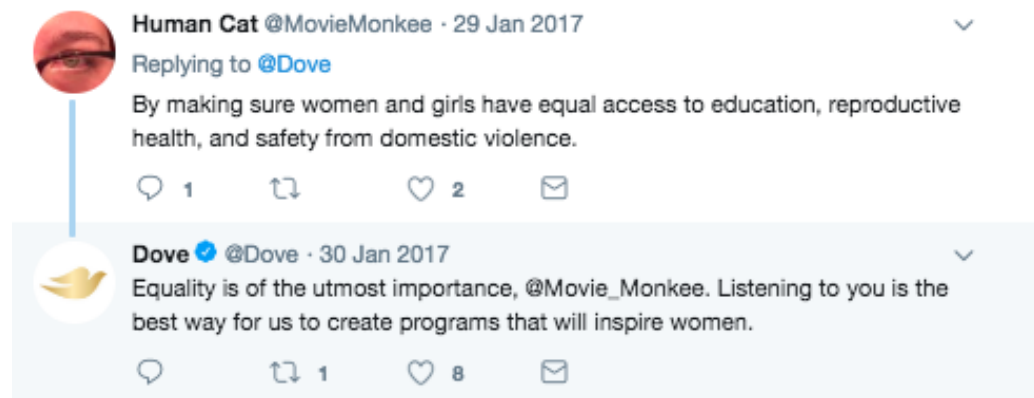 Human Cat @MovieMonkee · 29 Jan 2017
Replying to @Dove
By making sure women and girls have equal access to education, reproductive
health, and safety from domestic violence.
1 2
Dove @Dove · 30 Jan 2017
Equality is of the utmost importance, @Movie_Monkee. Listening to you is the
best way for us to create programs that will inspire women.
1 8